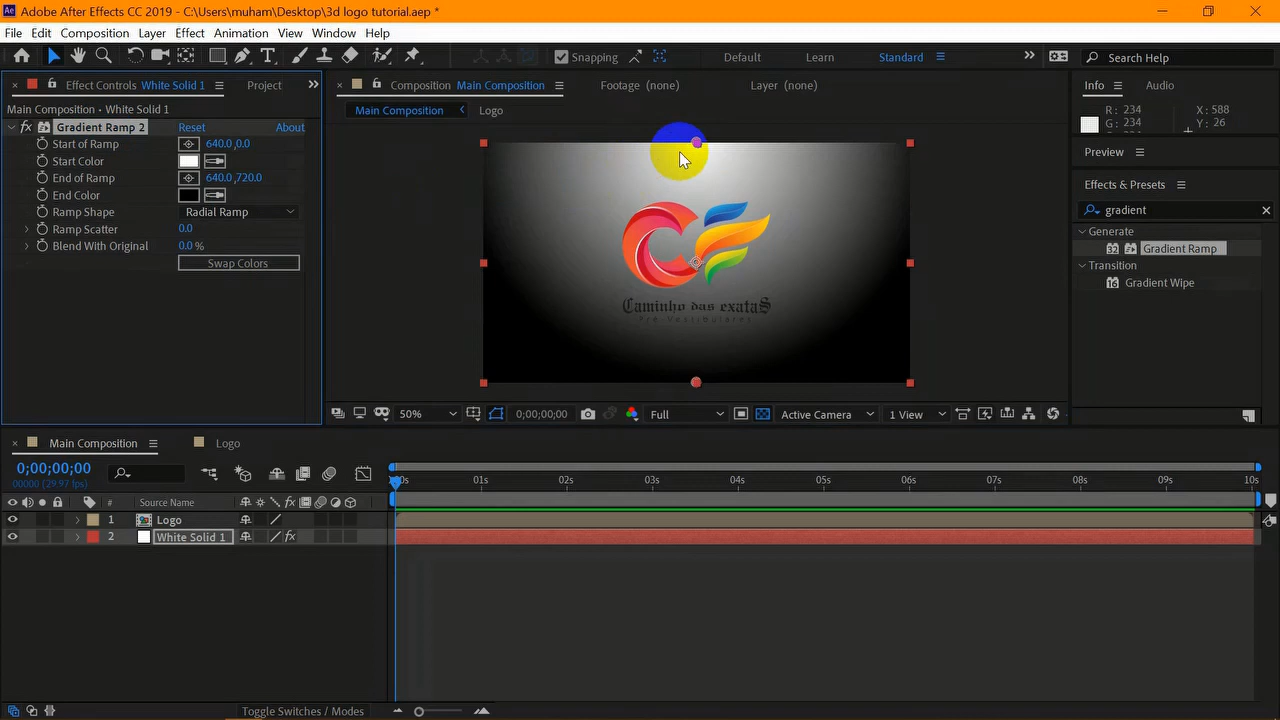 Adobe After Effects CC 2019 - C:\Users\muham\Desktop\3d logo tutorial.aep *
File Edit Composition Layer Effect Animation View Window Help
Snapping Default Learn Standard Search Help
Effect Controls White Solid 1 Project
Composition Main Composition Footage (none) Layer (none)
Info Audio
Main Composition • White Solid 1
Main Composition Logo
R: 234 X: 588
G: 234 Y: 26
fx Gradient Ramp 2 Reset About
Start of Ramp 640.0,0.0
Start Color
End of Ramp 640.0,720.0
End Color
Ramp Shape Radial Ramp
Ramp Scatter 0.0
Blend With Original 0.0 %
Swap Colors
Preview
Effects & Presets
gradient
Generate
32 Gradient Ramp
Transition
16 Gradient Wipe
Caminho das exataS
Pré Vestibulares
50% 0;00;00;00 Full Active Camera 1 View
Main Composition Logo
0;00;00;00
00000 (29.97 fps)
01s 02s 03s 04s 05s 06s 07s 08s 09s 10s
# Source Name fx
1 Logo
2 White Solid 1 fx
Toggle Switches / Modes